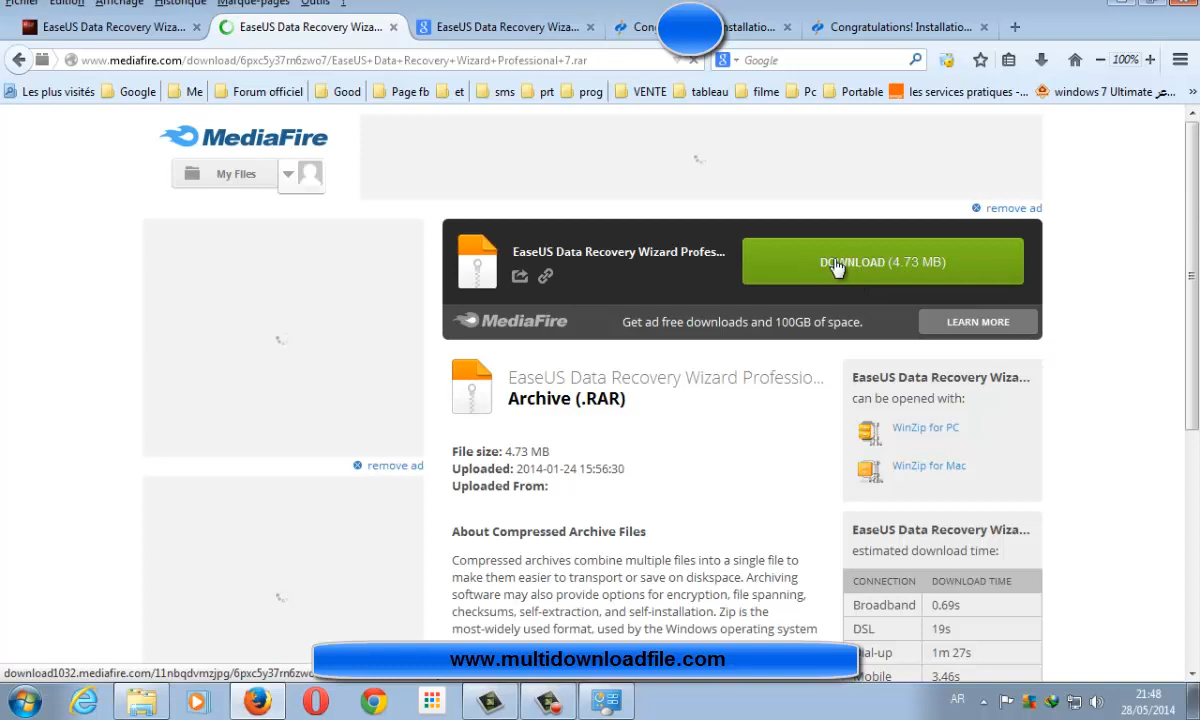 Fichier Edition Affichage Historique Marque-pages Outils ?
EaseUS Data Recovery Wiza...
EaseUS Data Recovery Wiza...
EaseUS Data Recovery Wiza...
Con
nstallatio...
Congratulations! Installatio...
www.mediafire.com/download/6pxc5y37m6zwo7/EaseUS+Data+Recovery+Wizard+Professional+7.rar
Google
100%
Les plus visités
Google
Me
Forum officiel
Good
Page fb
et
sms
prt
prog
VENTE
tableau
filme
Pc
Portable
les services pratiques -...
windows 7 Ultimate عر...
MediaFire
My Files
remove ad
EaseUS Data Recovery Wizard Profes...
DOWNLOAD (4.73 MB)
MediaFire
Get ad free downloads and 100GB of space.
LEARN MORE
EaseUS Data Recovery Wizard Professio...
Archive (.RAR)
EaseUS Data Recovery Wiza...
can be opened with:
WinZip for PC
WinZip for Mac
File size: 4.73 MB
Uploaded: 2014-01-24 15:56:30
Uploaded From:
remove ad
About Compressed Archive Files
Compressed archives combine multiple files into a single file to
make them easier to transport or save on diskspace. Archiving
software may also provide options for encryption, file spanning,
checksums, self-extraction, and self-installation. Zip is the
most-widely used format, used by the Windows operating system
EaseUS Data Recovery Wiza...
estimated download time:
CONNECTION DOWNLOAD TIME
Broadband 0.69s
DSL 19s
ial-up 1m 27s
Mobile 3.46s
www.multidownloadfile.com
download1032.mediafire.com/11nbqdvmzjpg/6pxc5y37m6zwo
AR
21:48
28/05/2014